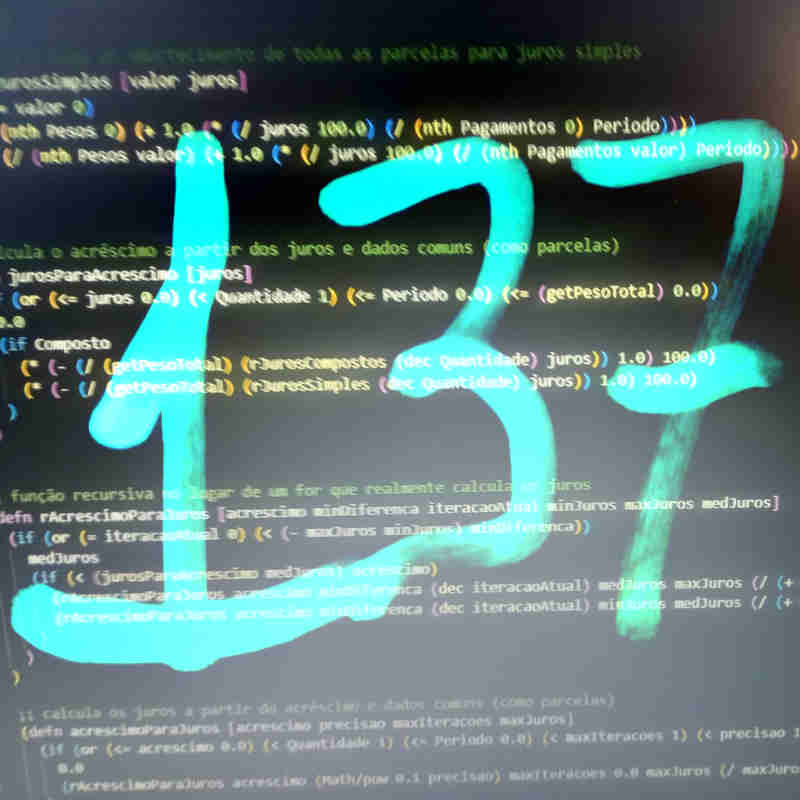 amortecimento de todas as parcelas para juros simples
jurosSimples [valor juros]
valor 0)
(nth Pesos 0) (+ 1.0 (* (/ juros 100.0) (/ (nth Pagamentos 0) Periodo))))
(/ (nth Pesos valor) (+ 1.0 (* (/ juros 100.0) (/ (nth Pagamentos valor) Periodo))))
137
lcula o acréscimo a partir dos juros e dados comuns (como parcelas)
jurosParaAcrescimo [juros]
(or (<= juros 0.0) (< Quantidade 1) (<= Periodo 0.0) (<= (getPesoTotal) 0.0))
0.0
(if Composto
(* (- (/ (getPesoTotal) (rJurosCompostos (dec Quantidade) juros)) 1.0) 100.0)
(* (- (/ (getPesoTotal) (rJurosSimples (dec Quantidade) juros)) 1.0) 100.0)
)
função recursiva no lugar de um for que realmente calcula os juros
defn rAcrescimoParaJuros [acrescimo minDiferenca iteracaoAtual minJuros maxJuros medJuros]
(if (or (= iteracaoAtual 0) (< (- maxJuros minJuros) minDiferenca))
medJuros
(if (< (jurosParaAcrescimo medJuros) acrescimo)
(rAcrescimoParaJuros acrescimo minDiferenca (dec iteracaoAtual) medJuros maxJuros (/ (+
(rAcrescimoParaJuros acrescimo minDiferenca (dec iteracaoAtual) minJuros medJuros (/ (+
)
)
;; calcula os juros a partir do acréscimo e dados comuns (como parcelas)
(defn acrescimoParaJuros [acrescimo precisao maxIteracoes maxJuros]
(if (or (<= acrescimo 0.0) (< Quantidade 1) (<= Periodo 0.0) (< maxIteracoes 1) (< precisao 1
0.0
(rAcrescimoParaJuros acrescimo (Math/pow 0.1 precisao) maxIteracoes 0.0 maxJuros (/ maxJuros